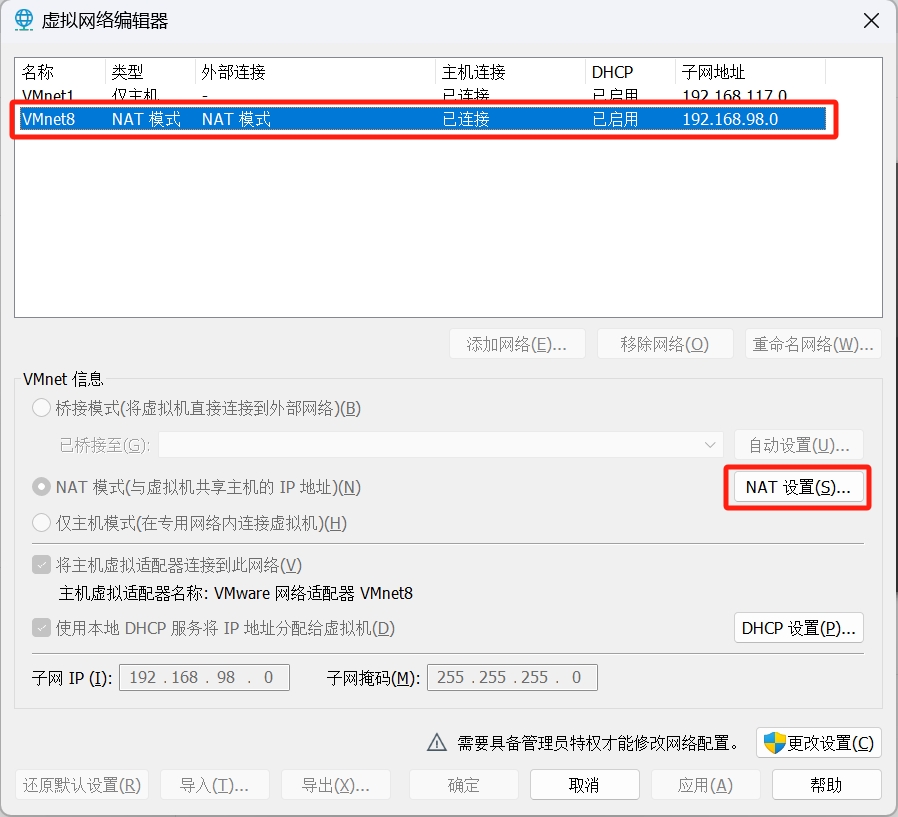 虚拟网络编辑器
名称 类型 外部连接 主机连接 DHCP 子网地址
VMnet1 仅主机... - 已连接 已启用 192.168.117.0
VMnet8 NAT 模式 NAT 模式 已连接 已启用 192.168.98.0
添加网络(E)... 移除网络(O) 重命名网络(W)...
VMnet 信息
桥接模式(将虚拟机直接连接到外部网络)(B)
已桥接至(G): 自动设置(U)...
NAT 模式(与虚拟机共享主机的 IP 地址)(N) NAT 设置(S)...
仅主机模式(在专用网络内连接虚拟机)(H)
将主机虚拟适配器连接到此网络(V)
主机虚拟适配器名称: VMware 网络适配器 VMnet8
使用本地 DHCP 服务将 IP 地址分配给虚拟机(D) DHCP 设置(P)...
子网 IP (I): 192 . 168 . 98 . 0 子网掩码(M): 255 . 255 . 255 . 0
需要具备管理员特权才能修改网络配置。 更改设置(C)
还原默认设置(R) 导入(T)... 导出(X)... 确定 取消 应用(A) 帮助